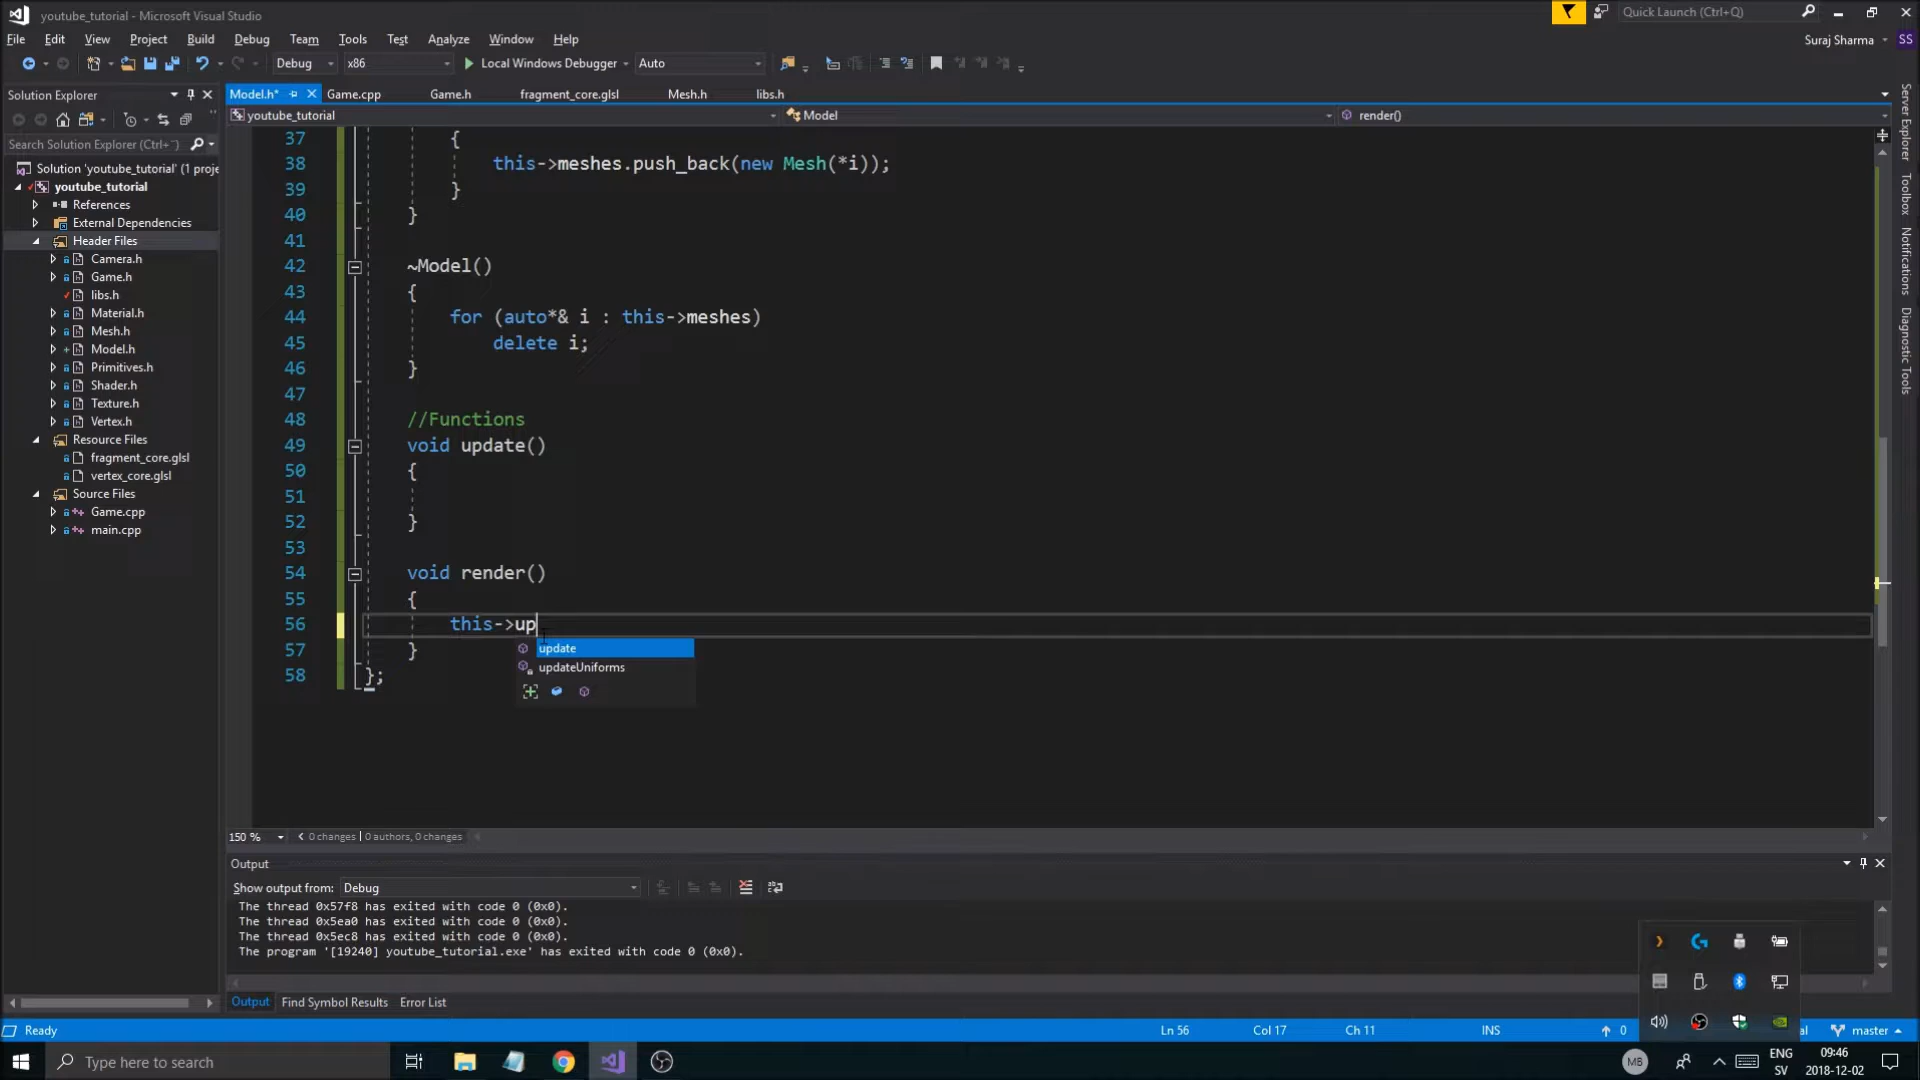 youtube_tutorial - Microsoft Visual Studio
Quick Launch (Ctrl+Q)
File Edit View Project Build Debug Team Tools Test Analyze Window Help
Suraj Sharma SS
Debug x86 Local Windows Debugger Auto
Solution Explorer
Model.h* Game.cpp Game.h fragment_core.glsl Mesh.h libs.h
youtube_tutorial Model render()
Search Solution Explorer (Ctrl+¨)
Solution 'youtube_tutorial' (1 proje
youtube_tutorial
References
External Dependencies
Header Files
Camera.h
Game.h
libs.h
Material.h
Mesh.h
Model.h
Primitives.h
Shader.h
Texture.h
Vertex.h
Resource Files
fragment_core.glsl
vertex_core.glsl
Source Files
Game.cpp
main.cpp
37 {
38 this->meshes.push_back(new Mesh(*i));
39 }
40 }
41
42 ~Model()
43 {
44 for (auto*& i : this->meshes)
45 delete i;
46 }
47
48 //Functions
49 void update()
50 {
51
52 }
53
54 void render()
55 {
56 this->up
57 }
58 };
update
updateUniforms
Server Explorer
Toolbox
Notifications
Diagnostic Tools
150 % 0 changes | 0 authors, 0 changes
Output
Show output from: Debug
The thread 0x57f8 has exited with code 0 (0x0).
The thread 0x5ea0 has exited with code 0 (0x0).
The thread 0x5ec8 has exited with code 0 (0x0).
The program '[19240] youtube_tutorial.exe' has exited with code 0 (0x0).
Output Find Symbol Results Error List
Ready Ln 56 Col 17 Ch 11 INS 0 al master
Type here to search
MB
ENG
SV
09:46
2018-12-02